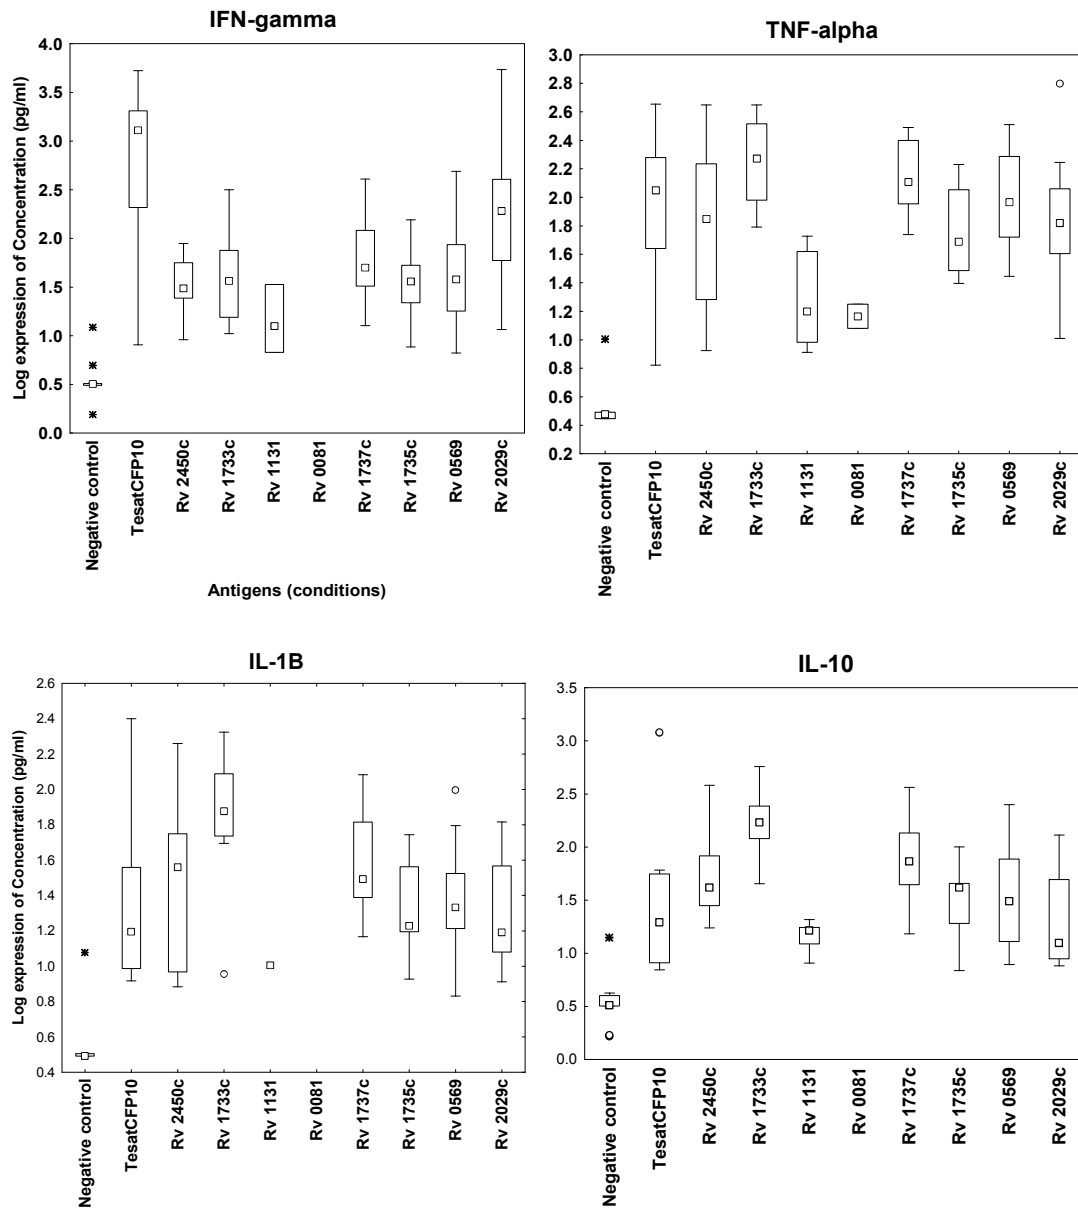 IFN-gamma
Log expression of Concentration (pg/ml)
4.0
3.5
3.0
2.5
2.0
1.5
1.0
0.5
0.0
Negative control
TesatCFP10
Rv 2450c
Rv 1733c
Rv 1131
Rv 0081
Rv 1737c
Rv 1735c
Rv 0569
Rv 2029c
Antigens (conditions)
TNF-alpha
3.0
2.8
2.6
2.4
2.2
2.0
1.8
1.6
1.4
1.2
1.0
0.8
0.6
0.4
0.2
Negative control
TesatCFP10
Rv 2450c
Rv 1733c
Rv 1131
Rv 0081
Rv 1737c
Rv 1735c
Rv 0569
Rv 2029c
IL-1B
Log expression of Concentration (pg/ml)
2.6
2.4
2.2
2.0
1.8
1.6
1.4
1.2
1.0
0.8
0.6
0.4
Negative control
TesatCFP10
Rv 2450c
Rv 1733c
Rv 1131
Rv 0081
Rv 1737c
Rv 1735c
Rv 0569
Rv 2029c
IL-10
3.5
3.0
2.5
2.0
1.5
1.0
0.5
0.0
Negative control
TesatCFP10
Rv 2450c
Rv 1733c
Rv 1131
Rv 0081
Rv 1737c
Rv 1735c
Rv 0569
Rv 2029c